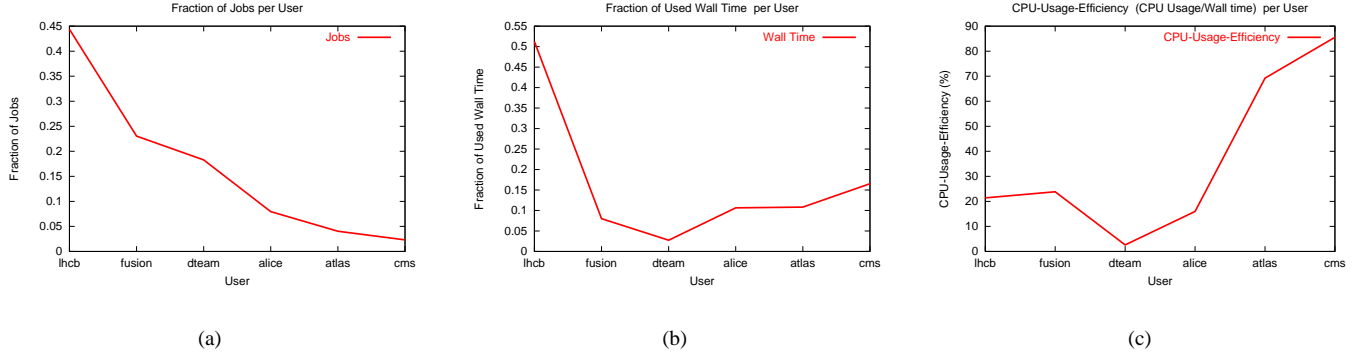 Fraction of Jobs per User
0.45
0.4
0.35
0.3
0.25
0.2
0.15
0.1
0.05
0
Fraction of Jobs
Jobs
lhcb fusion dteam alice atlas cms
User
(a)
Fraction of Used Wall Time per User
0.55
0.5
0.45
0.4
0.35
0.3
0.25
0.2
0.15
0.1
0.05
0
Fraction of Used Wall Time
Wall Time
lhcb fusion dteam alice atlas cms
User
(b)
CPU-Usage-Efficiency (CPU Usage/Wall time) per User
90
80
70
60
50
40
30
20
10
0
CPU-Usage-Efficiency (%)
CPU-Usage-Efficiency
lhcb fusion dteam alice atlas cms
User
(c)